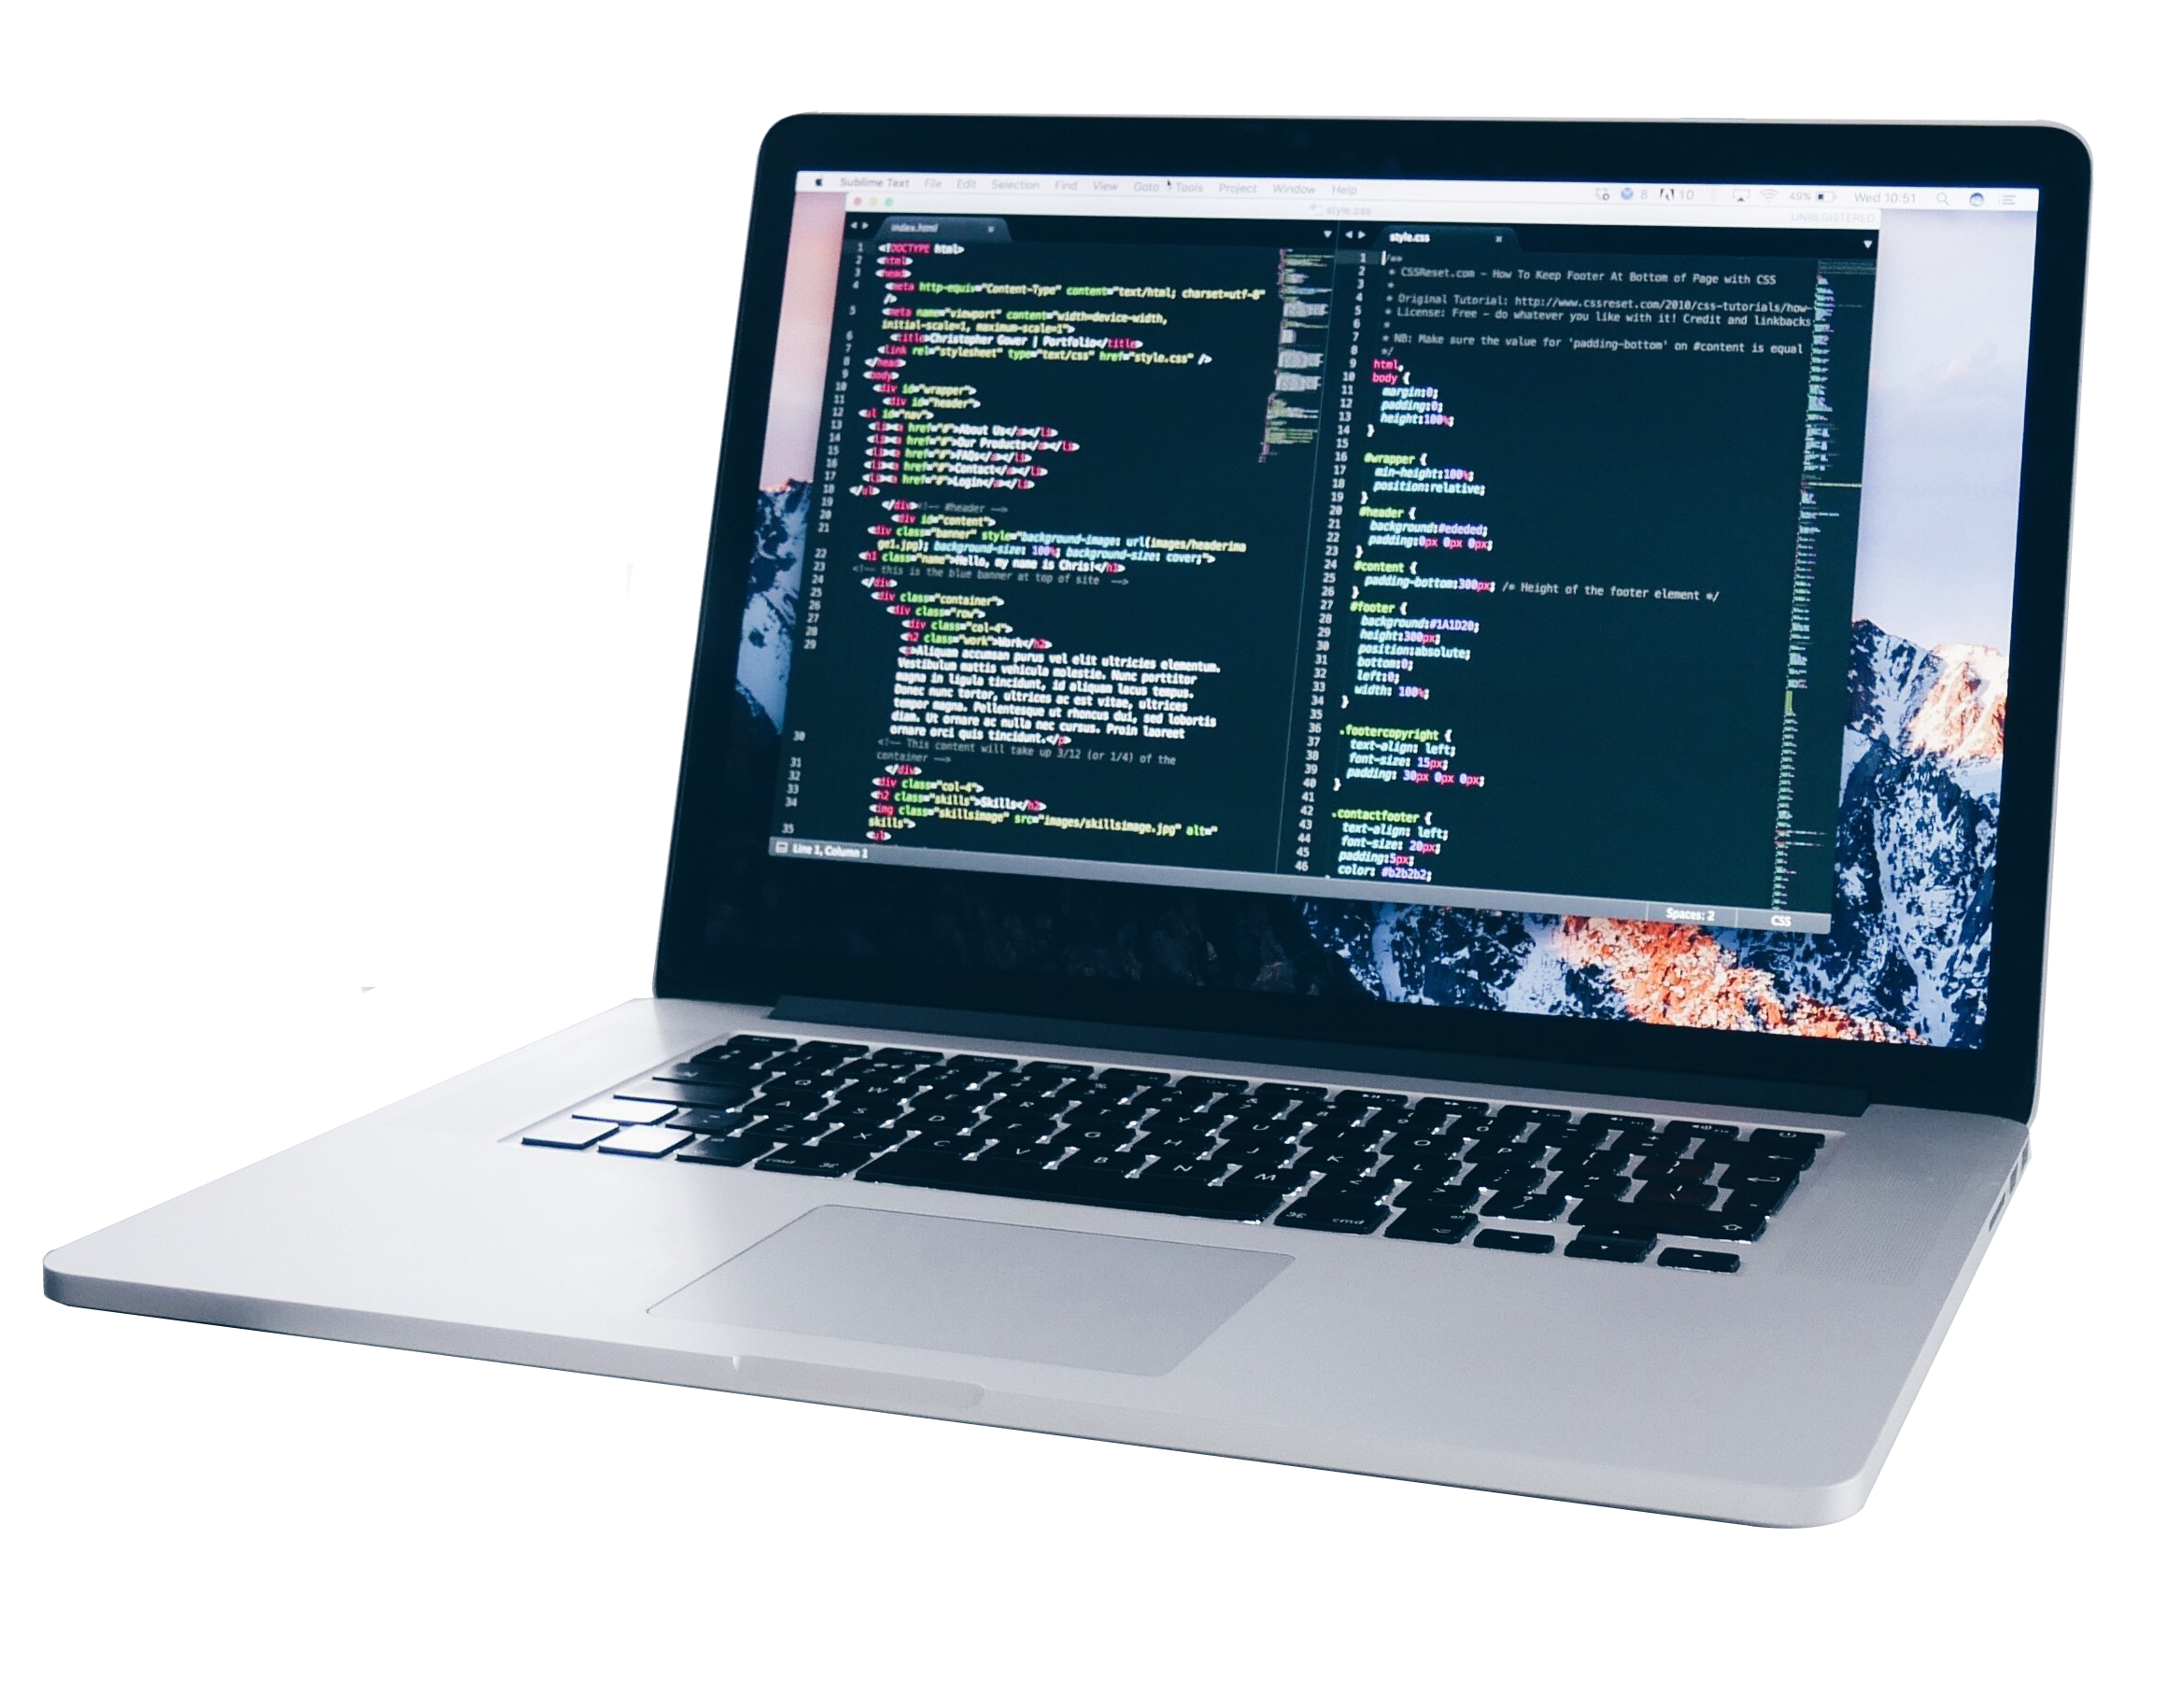 Sublime Text File Edit Selection Find View Goto Tools Project Window Help 8 10 49% Wed 10:51
style.css
UNREGISTERED
index.html
1 <!DOCTYPE html>
2 <html>
3 <head>
4 <meta http-equiv="Content-Type" content="text/html; charset=utf-8"
/>
5 <meta name="viewport" content="width=device-width,
initial-scale=1, maximum-scale=1">
6 <title>Christopher Gower | Portfolio</title>
7 <link rel="stylesheet" type="text/css" href="style.css" />
8 </head>
9 <body>
10 <div id="wrapper">
11 <div id="header">
12 <ul id="nav">
13 <li><a href="#">About Us</a></li>
14 <li><a href="#">Our Products</a></li>
15 <li><a href="#">FAQs</a></li>
16 <li><a href="#">Contact</a></li>
17 <li><a href="#">Login</a></li>
18 </ul>
19 </div><!-- #header -->
20 <div id="content">
21 <div class="banner" style="background-image: url(images/headerima
ge1.jpg); background-size: 100%; background-size: cover;">
22 <h1 class="name">Hello, my name is Chris!</h1>
23 <!-- this is the blue banner at top of site -->
24 </div>
25 <div class="container">
26 <div class="row">
27 <div class="col-4">
28 <h2 class="work">Work</h2>
29 <p>Aliquam accumsan purus vel elit ultricies elementum.
Vestibulum mattis vehicula molestie. Nunc porttitor
magna in ligula tincidunt, id aliquam lacus tempus.
Donec nunc tortor, ultrices ac est vitae, ultrices
tempor magna. Pellentesque ut rhoncus dui, sed lobortis
diam. Ut ornare ac nulla nec cursus. Proin laoreet
ornare orci quis tincidunt.</p>
30 <!-- This content will take up 3/12 (or 1/4) of the
container -->
31 </div>
32 <div class="col-4">
33 <h2 class="skills">Skills</h2>
34 <img class="skillsimage" src="images/skillsimage.jpg" alt="
skills">
35 <ul>
Line 1, Column 1
style.css
1 /**
2 * CSSReset.com - How To Keep Footer At Bottom of Page with CSS
3 *
4 * Original Tutorial: http://www.cssreset.com/2010/css-tutorials/how-
5 * License: Free - do whatever you like with it! Credit and linkbacks
6 *
7 * NB: Make sure the value for 'padding-bottom' on #content is equal
8 */
9 html,
10 body {
11 margin:0;
12 padding:0;
13 height:100%;
14 }
15
16 #wrapper {
17 min-height:100%;
18 position:relative;
19 }
20 #header {
21 background:#ededed;
22 padding:0px 0px 0px;
23 }
24 #content {
25 padding-bottom:300px; /* Height of the footer element */
26 }
27 #footer {
28 background:#1A1D20;
29 height:300px;
30 position:absolute;
31 bottom:0;
32 left:0;
33 width: 100%;
34 }
35
36 .footercopyright {
37 text-align: left;
38 font-size: 15px;
39 padding: 30px 0px 0px;
40 }
41
42 .contactfooter {
43 text-align: left;
44 font-size: 20px;
45 padding:5px;
46 color: #b2b2b2;
Spaces: 2 CSS
Q W E R T Y U I O P
A S D F G H J K L
Z X C V B N M
cmd ⌘ ⌘ cmd alt